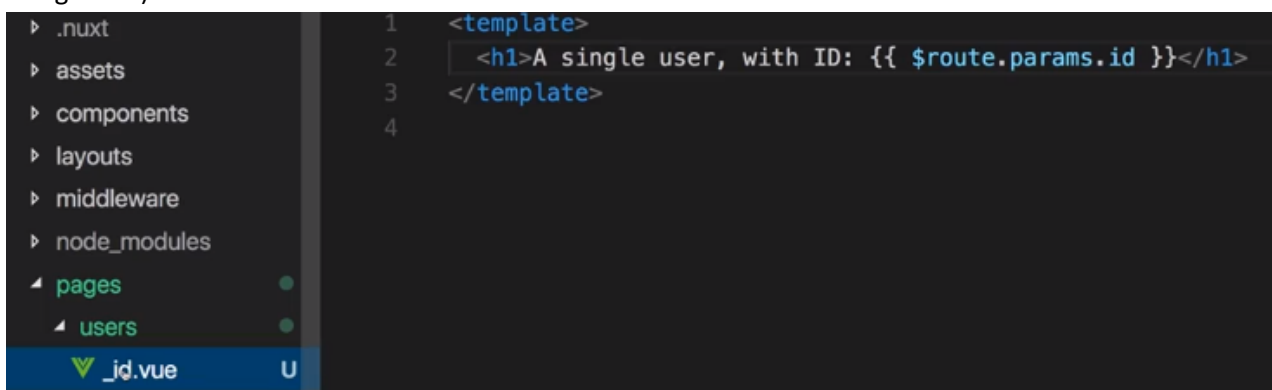 .nuxt
assets
components
layouts
middleware
node_modules
pages
users
_id.vue U
1 <template>
2 <h1>A single user, with ID: {{ $route.params.id }}</h1>
3 </template>
4